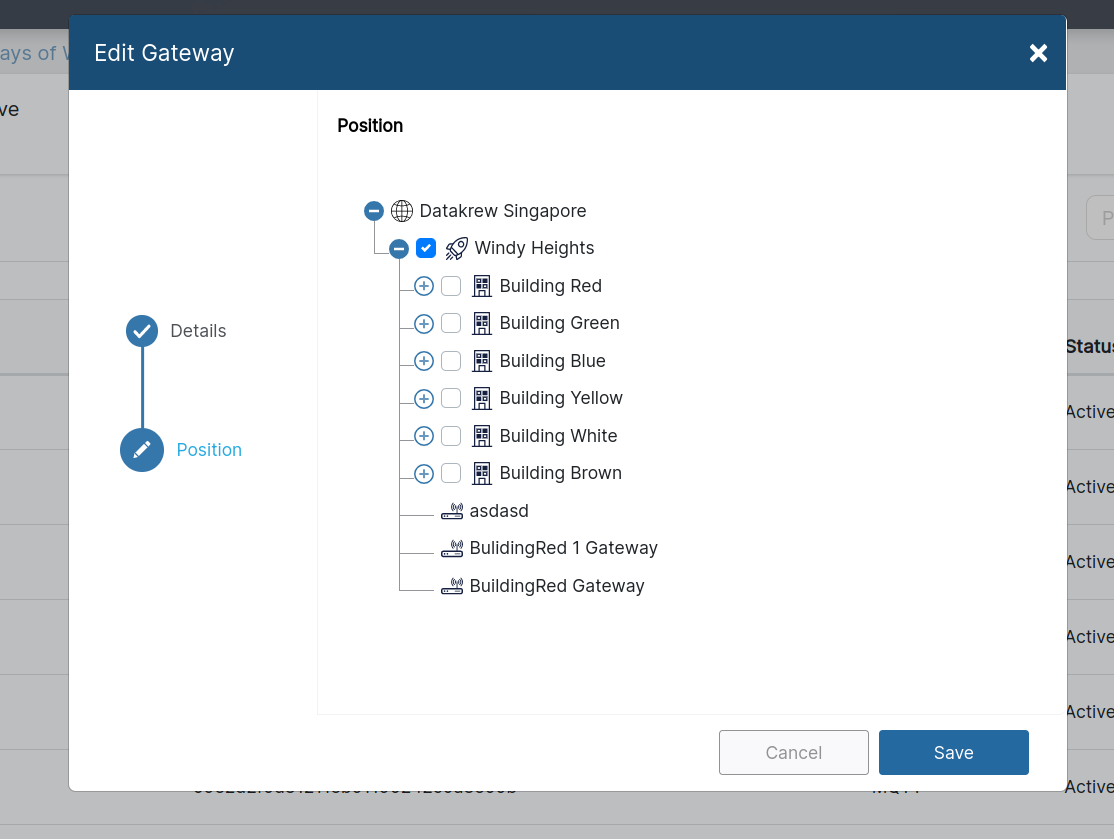 ays of
Edit Gateway
ve
Position
Datakrew Singapore
Windy Heights
Building Red
Building Green
Details
Building Blue
Building Yellow
Building White
Position
Building Brown
asdasd
BulidingRed 1 Gateway
BuildingRed Gateway
P
Status
Active
Active
Active
Active
Active
Cancel
Save
Active